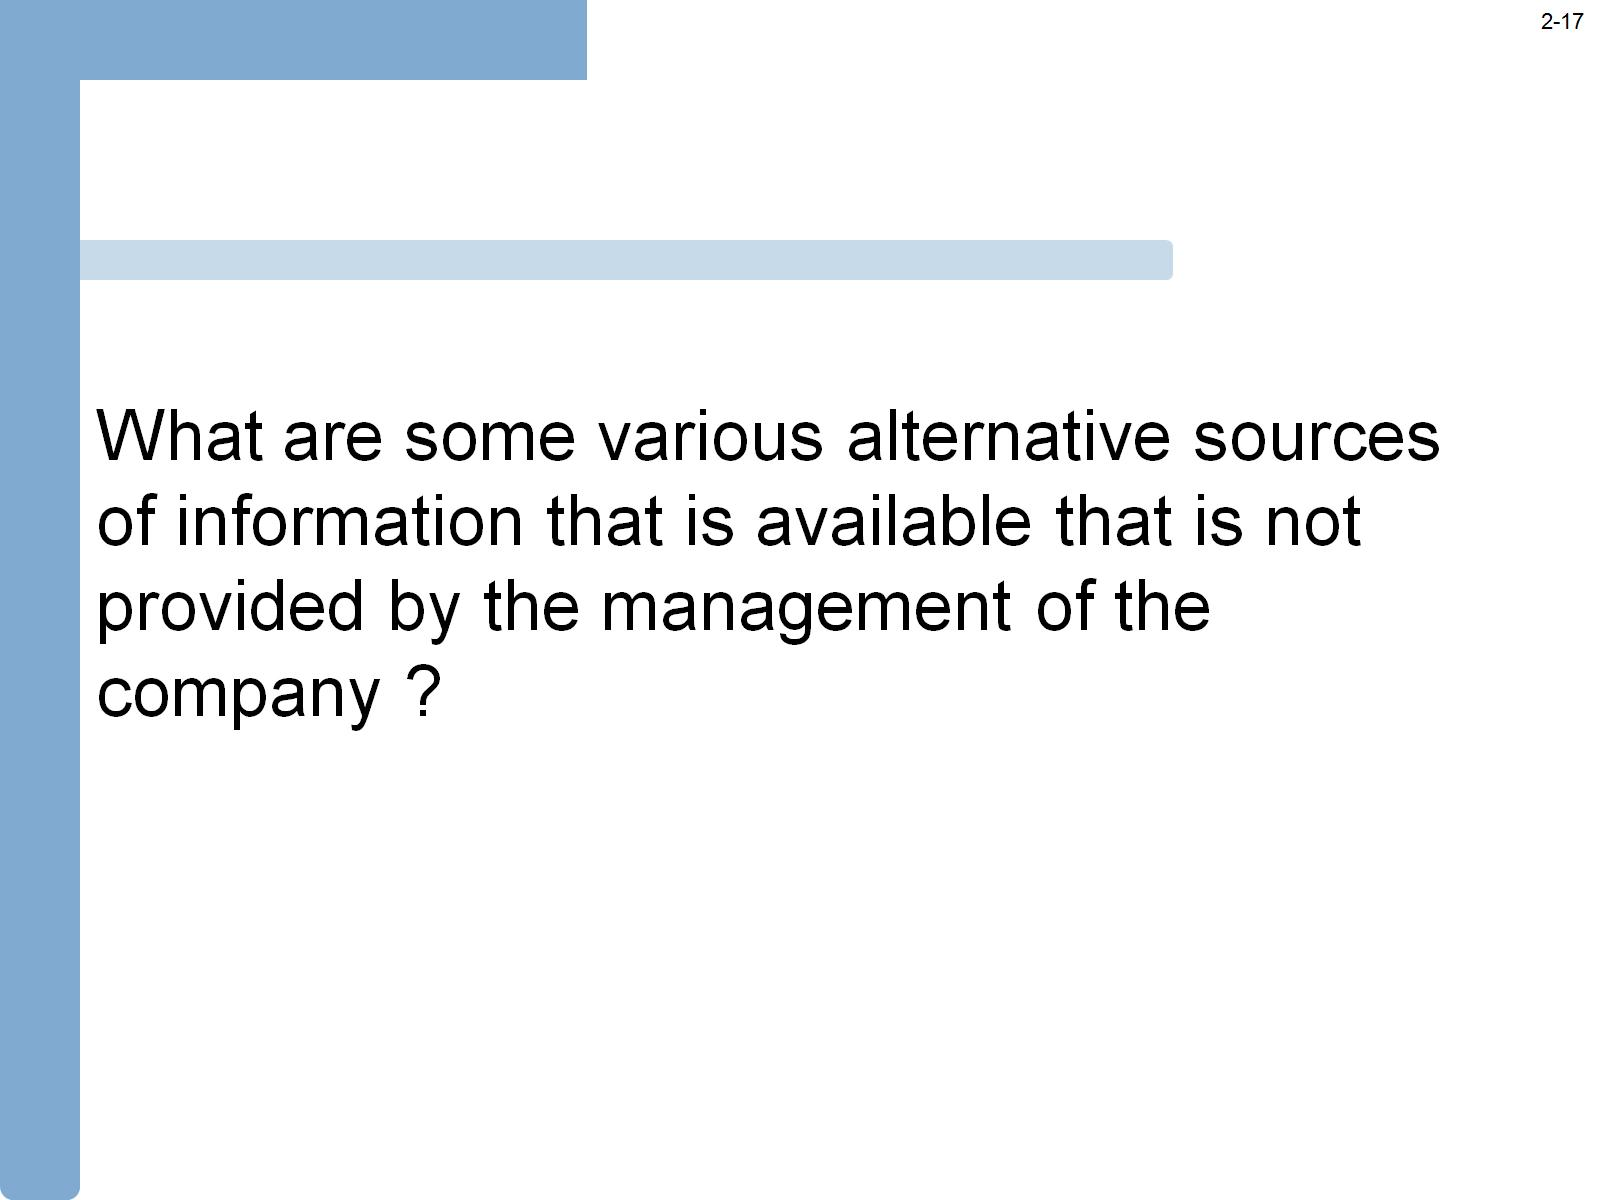 2-17
What are some various alternative sources
of information that is available that is not
provided by the management of the
company ?